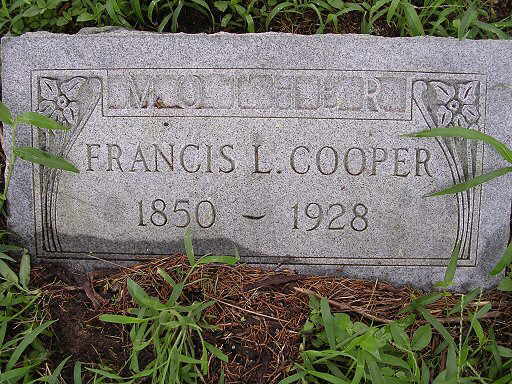 MOTHER
FRANCIS L. COOPER
1850 ~ 1928